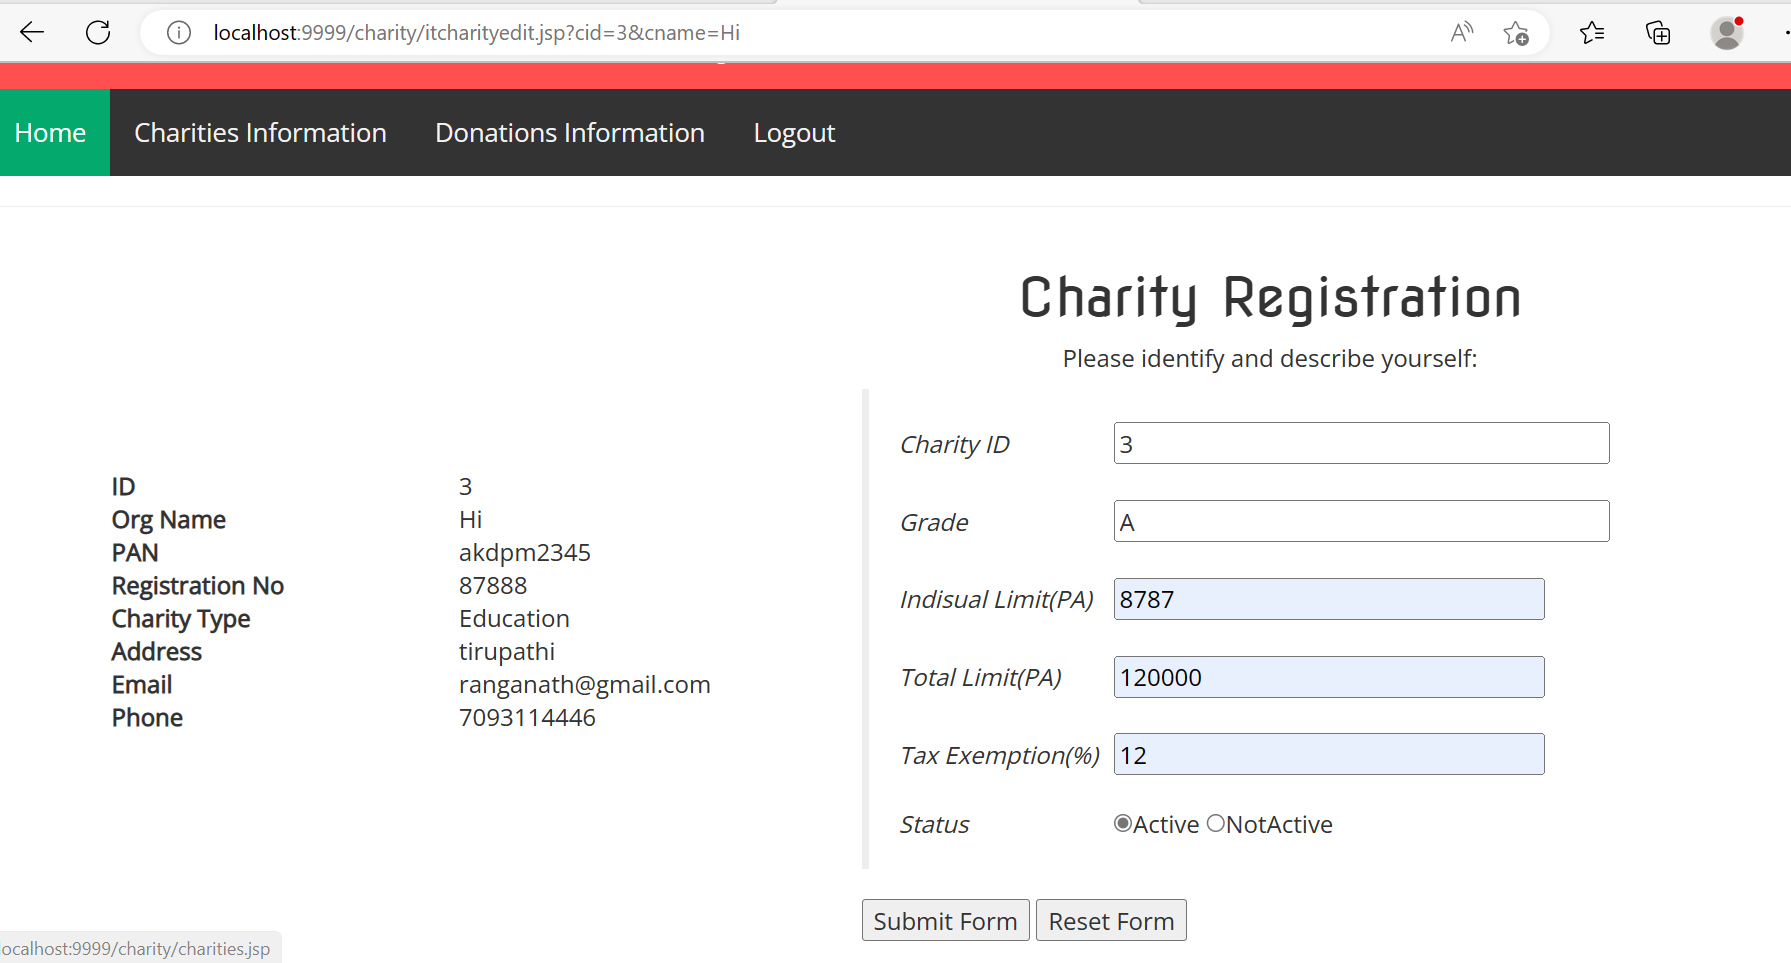 localhost:9999/charity/itcharityedit.jsp?cid=3&cname=Hi
Home Charities Information Donations Information Logout
Charity Registration
Please identify and describe yourself:
ID 3
Org Name Hi
PAN akdpm2345
Registration No 87888
Charity Type Education
Address tirupathi
Email ranganath@gmail.com
Phone 7093114446
Charity ID 3
Grade A
Indisual Limit(PA) 8787
Total Limit(PA) 120000
Tax Exemption(%) 12
Status Active NotActive
Submit Form Reset Form
localhost:9999/charity/charities.jsp